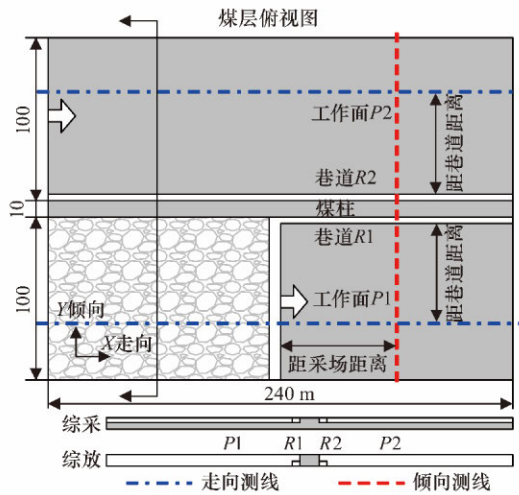 煤层俯视图
100
工作面P2
距巷道距离
巷道R2
10
煤柱
巷道R1
100
Y倾向
工作面P1
距巷道距离
X走向
距采场距离
240 m
综采
P1 R1 R2 P2
综放
走向测线 倾向测线